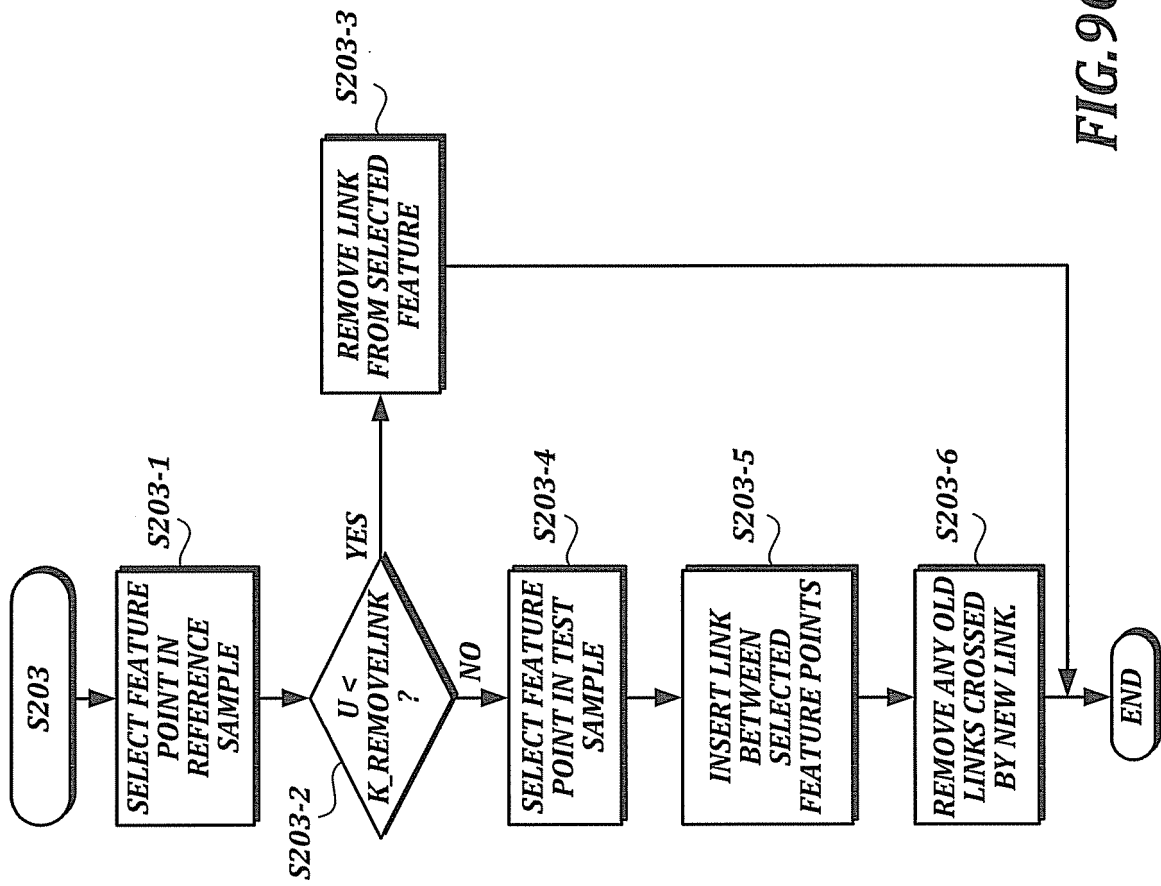 S203
S203-1
SELECT FEATURE
POINT IN
REFERENCE
SAMPLE
S203-2
U <
K_REMOVELINK
?
YES
NO
S203-3
REMOVE LINK
FROM SELECTED
FEATURE
S203-4
SELECT FEATURE
POINT IN TEST
SAMPLE
S203-5
INSERT LINK
BETWEEN
SELECTED
FEATURE POINTS
S203-6
REMOVE ANY OLD
LINKS CROSSED
BY NEW LINK.
END